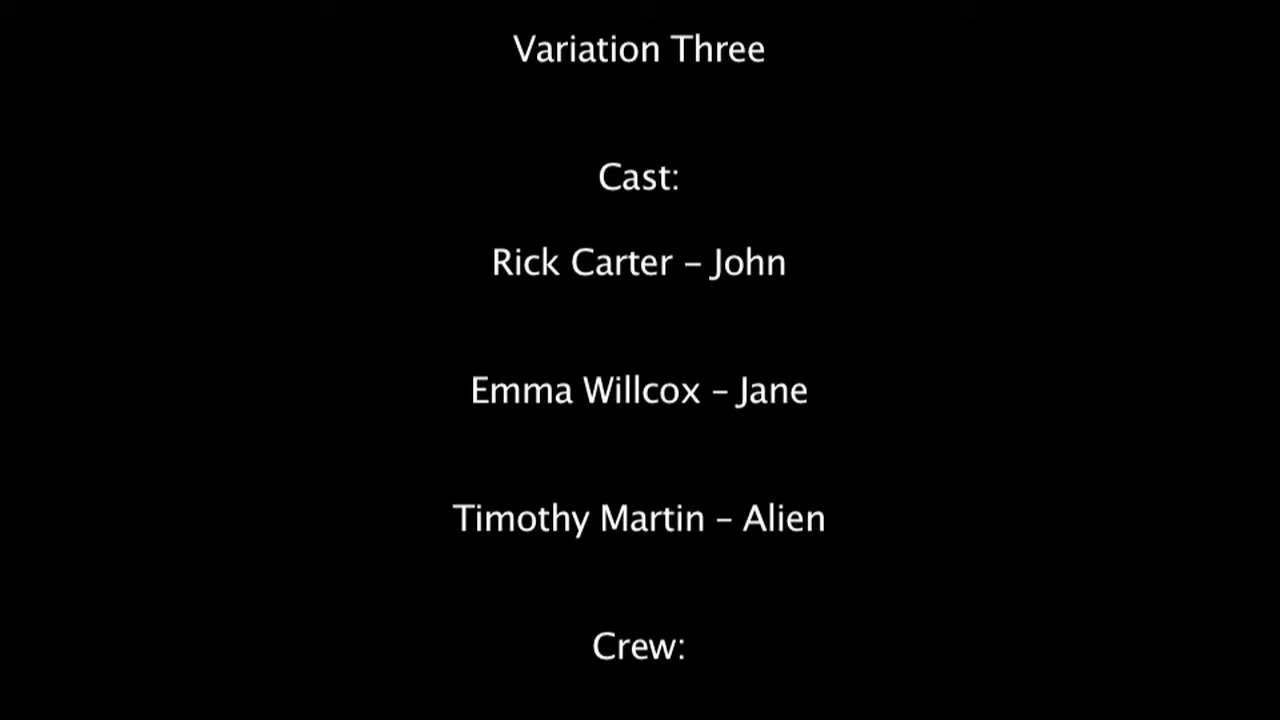 Variation Three
Cast:
Rick Carter – John
Emma Willcox – Jane
Timothy Martin – Alien
Crew: